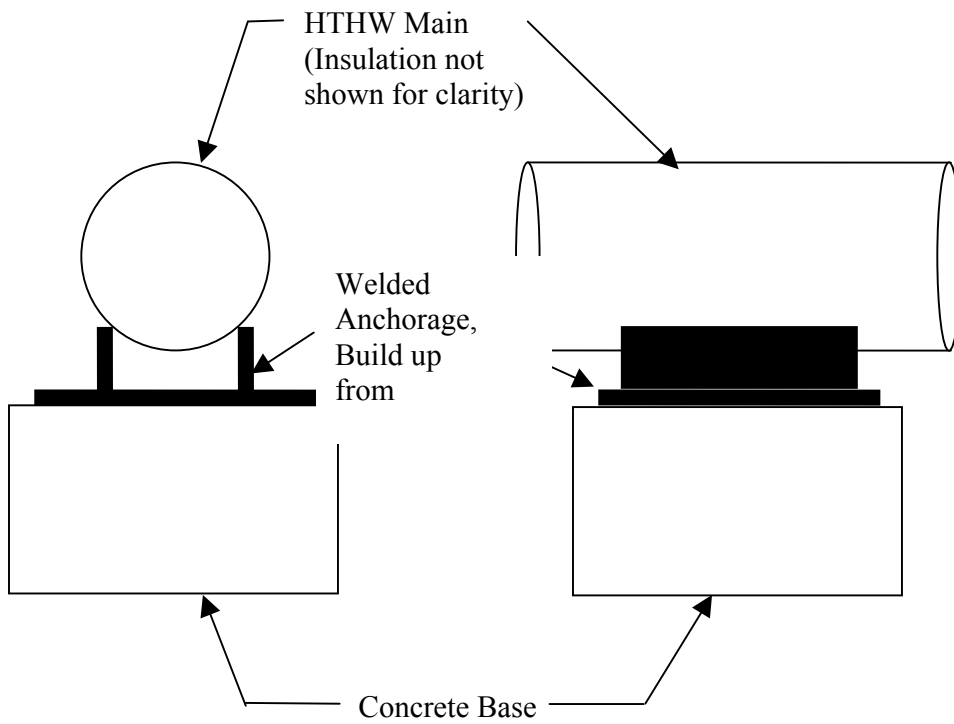 HTHW Main
(Insulation not
shown for clarity)
Welded
Anchorage,
Build up
from
Concrete Base